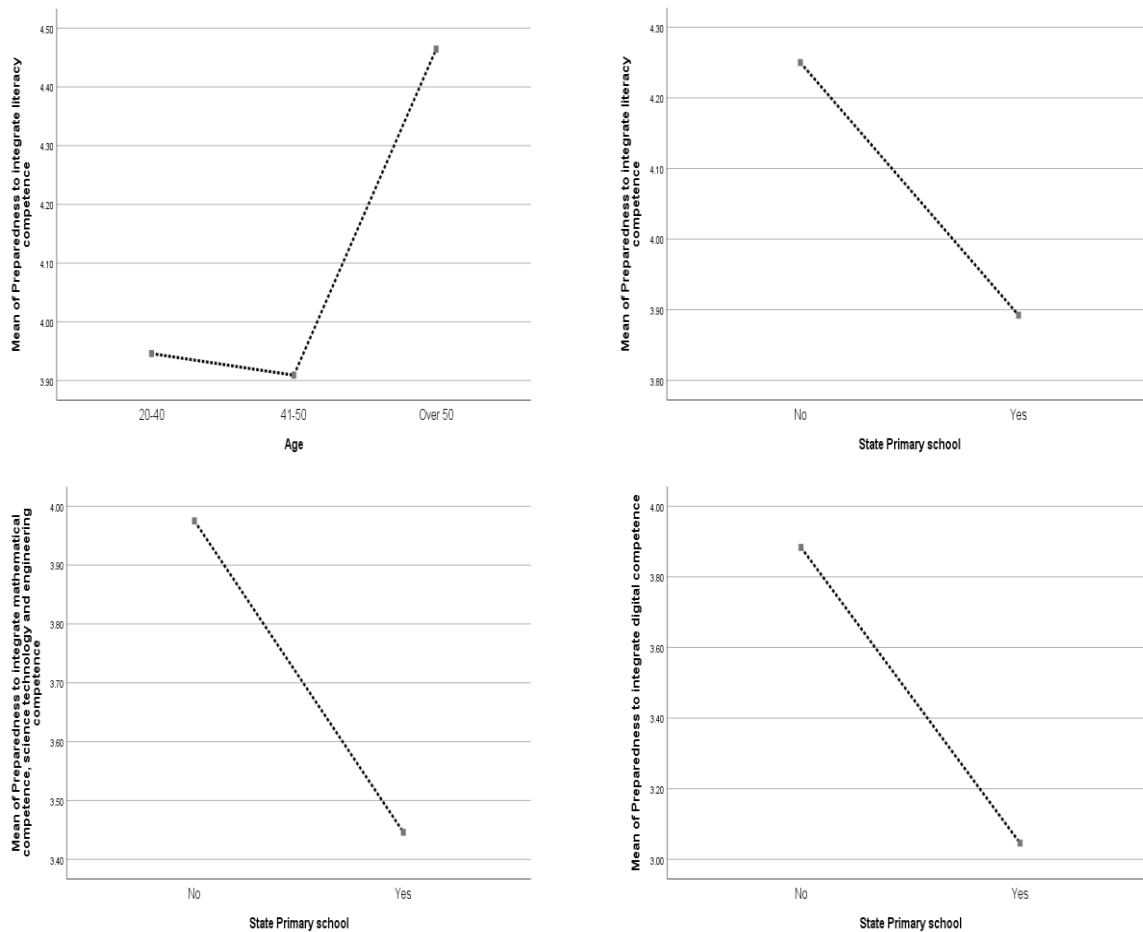 Mean of Preparedness to integrate literacy
competence
4.50
4.40
4.30
4.20
4.10
4.00
3.90
20-40
41-50
Over 50
Age
Mean of Preparedness to integrate literacy
competence
4.30
4.20
4.10
4.00
3.90
3.80
No
Yes
State Primary school
Mean of Preparedness to integrate mathematical
competence, science technology and engineering
competence
4.00
3.90
3.80
3.70
3.60
3.50
3.40
No
Yes
State Primary school
Mean of Preparedness to integrate digital competence
4.00
3.80
3.60
3.40
3.20
3.00
No
Yes
State Primary school